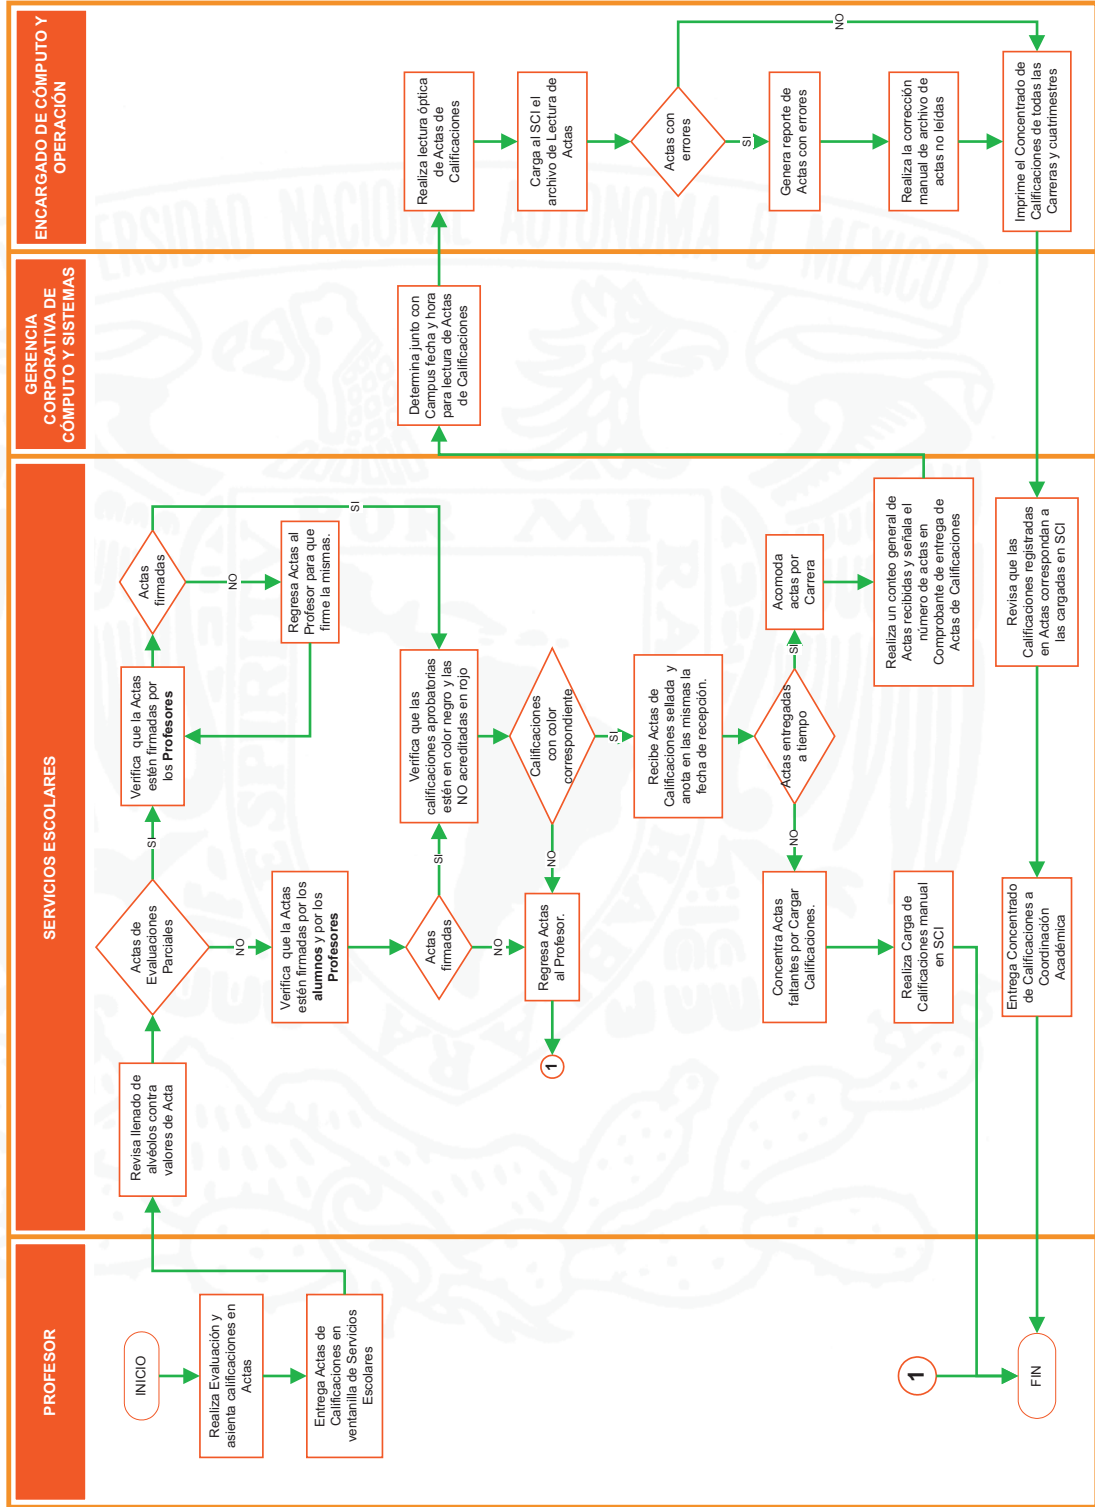 PROFESOR
INICIO
Realiza Evaluación y
asienta calificaciones en
Actas
Entrega Actas de
Calificaciones en
ventanilla de Servicios
Escolares
1
FIN
SERVICIOS ESCOLARES
Revisa llenado de
alvéolos contra
valores de Acta
Actas de
Evaluaciones
Parciales
SI
NO
Verifica que la Actas
estén firmadas por
los Profesores
Actas
firmadas
SI
NO
Regresa Actas al
Profesor para que
firme la mismas.
Verifica que la Actas
estén firmadas por los
alumnos y por los
Profesores
Actas
firmadas
SI
NO
Verifica que las
calificaciones aprobatorias
estén en color negro y las
NO acreditadas en rojo
Calificaciones
con color
correspondiente
NO
SI
Regresa Actas
al Profesor.
1
Recibe Actas de
Calificaciones sellada y
anota en las mismas la
fecha de recepción.
Actas entregadas
a tiempo
NO
SI
Concentra Actas
faltantes por Cargar
Calificaciones.
Realiza Carga de
Calificaciones manual
en SCI
Acomoda
actas por
Carrera
Realiza un conteo general de
Actas recibidas y señala el
número de actas en
Comprobante de entrega de
Actas de Calificaciones
Revisa que las
Calificaciones registradas
en Actas correspondan a
las cargadas en SCI
Entrega Concentrado
de Calificaciones a
Coordinación
Académica
GERENCIA
CORPORATIVA DE
CÓMPUTO Y SISTEMAS
Determina junto con
Campus fecha y hora
para lectura de Actas
de Calificaciones
ENCARGADO DE CÓMPUTO Y
OPERACIÓN
Realiza lectura óptica
de Actas de
Calificaciones
Carga al SCI el
archivo de Lectura de
Actas
Actas con
errores
SI
NO
Genera reporte de
Actas con errores
Realiza la corrección
manual de archivo de
actas no leídas
Imprime el Concentrado de
Calificaciones de todas las
Carreras y cuatrimestres